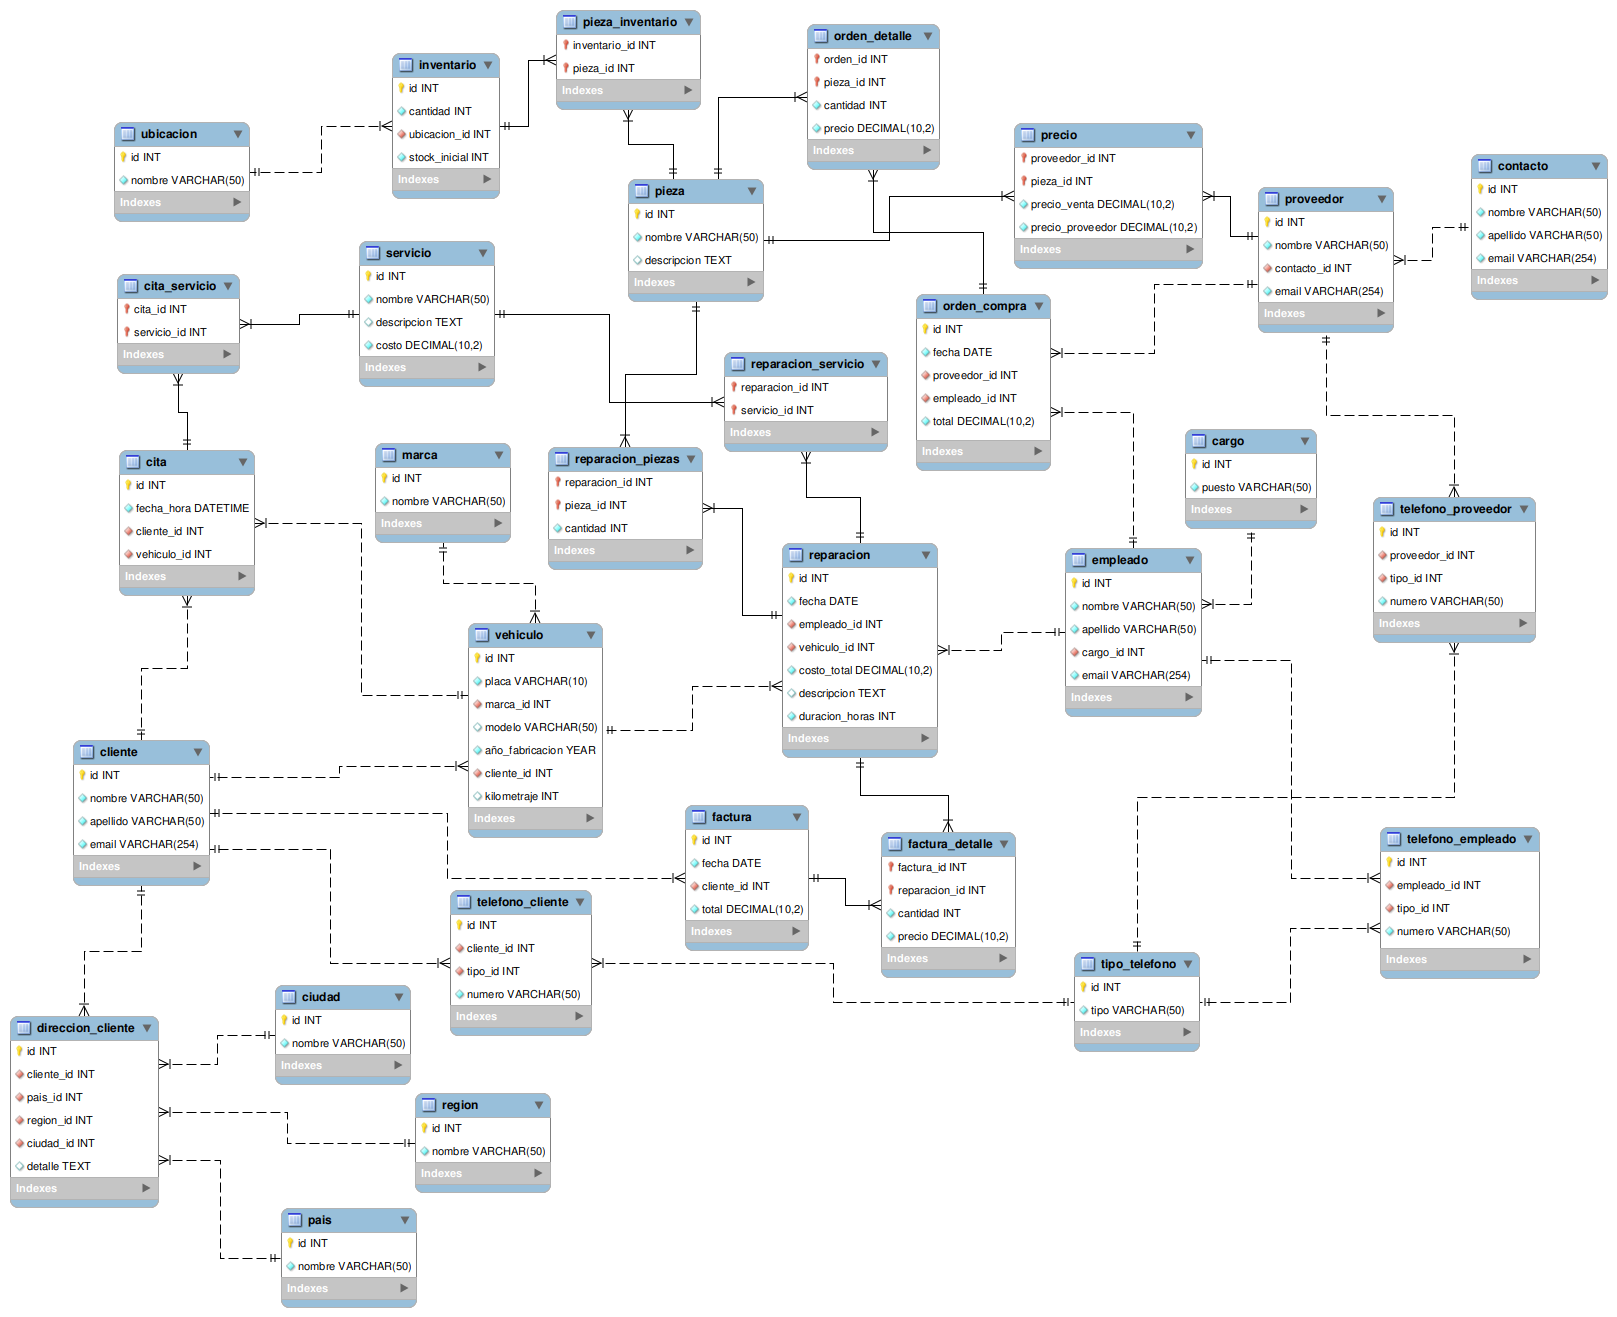 pieza_inventario
inventario_id INT
pieza_id INT
Indexes
orden_detalle
orden_id INT
pieza_id INT
cantidad INT
precio DECIMAL(10,2)
Indexes
inventario
id INT
cantidad INT
ubicacion_id INT
stock_inicial INT
Indexes
ubicacion
id INT
nombre VARCHAR(50)
Indexes
precio
proveedor_id INT
pieza_id INT
precio_venta DECIMAL(10,2)
precio_proveedor DECIMAL(10,2)
Indexes
contacto
id INT
nombre VARCHAR(50)
apellido VARCHAR(50)
email VARCHAR(254)
Indexes
pieza
id INT
nombre VARCHAR(50)
descripcion TEXT
Indexes
proveedor
id INT
nombre VARCHAR(50)
contacto_id INT
email VARCHAR(254)
Indexes
servicio
id INT
nombre VARCHAR(50)
descripcion TEXT
costo DECIMAL(10,2)
Indexes
cita_servicio
cita_id INT
servicio_id INT
Indexes
orden_compra
id INT
fecha DATE
proveedor_id INT
empleado_id INT
total DECIMAL(10,2)
Indexes
reparacion_servicio
reparacion_id INT
servicio_id INT
Indexes
cargo
id INT
puesto VARCHAR(50)
Indexes
marca
id INT
nombre VARCHAR(50)
Indexes
reparacion_piezas
reparacion_id INT
pieza_id INT
cantidad INT
Indexes
cita
id INT
fecha_hora DATETIME
cliente_id INT
vehiculo_id INT
Indexes
telefono_proveedor
id INT
proveedor_id INT
tipo_id INT
numero VARCHAR(50)
Indexes
reparacion
id INT
fecha DATE
empleado_id INT
vehiculo_id INT
costo_total DECIMAL(10,2)
descripcion TEXT
duracion_horas INT
Indexes
empleado
id INT
nombre VARCHAR(50)
apellido VARCHAR(50)
cargo_id INT
email VARCHAR(254)
Indexes
vehiculo
id INT
placa VARCHAR(10)
marca_id INT
modelo VARCHAR(50)
año_fabricacion YEAR
cliente_id INT
kilometraje INT
Indexes
cliente
id INT
nombre VARCHAR(50)
apellido VARCHAR(50)
email VARCHAR(254)
Indexes
factura
id INT
fecha DATE
cliente_id INT
total DECIMAL(10,2)
Indexes
factura_detalle
factura_id INT
reparacion_id INT
cantidad INT
precio DECIMAL(10,2)
Indexes
telefono_empleado
id INT
empleado_id INT
tipo_id INT
numero VARCHAR(50)
Indexes
telefono_cliente
id INT
cliente_id INT
tipo_id INT
numero VARCHAR(50)
Indexes
tipo_telefono
id INT
tipo VARCHAR(50)
Indexes
ciudad
id INT
nombre VARCHAR(50)
Indexes
direccion_cliente
id INT
cliente_id INT
pais_id INT
region_id INT
ciudad_id INT
detalle TEXT
Indexes
region
id INT
nombre VARCHAR(50)
Indexes
pais
id INT
nombre VARCHAR(50)
Indexes